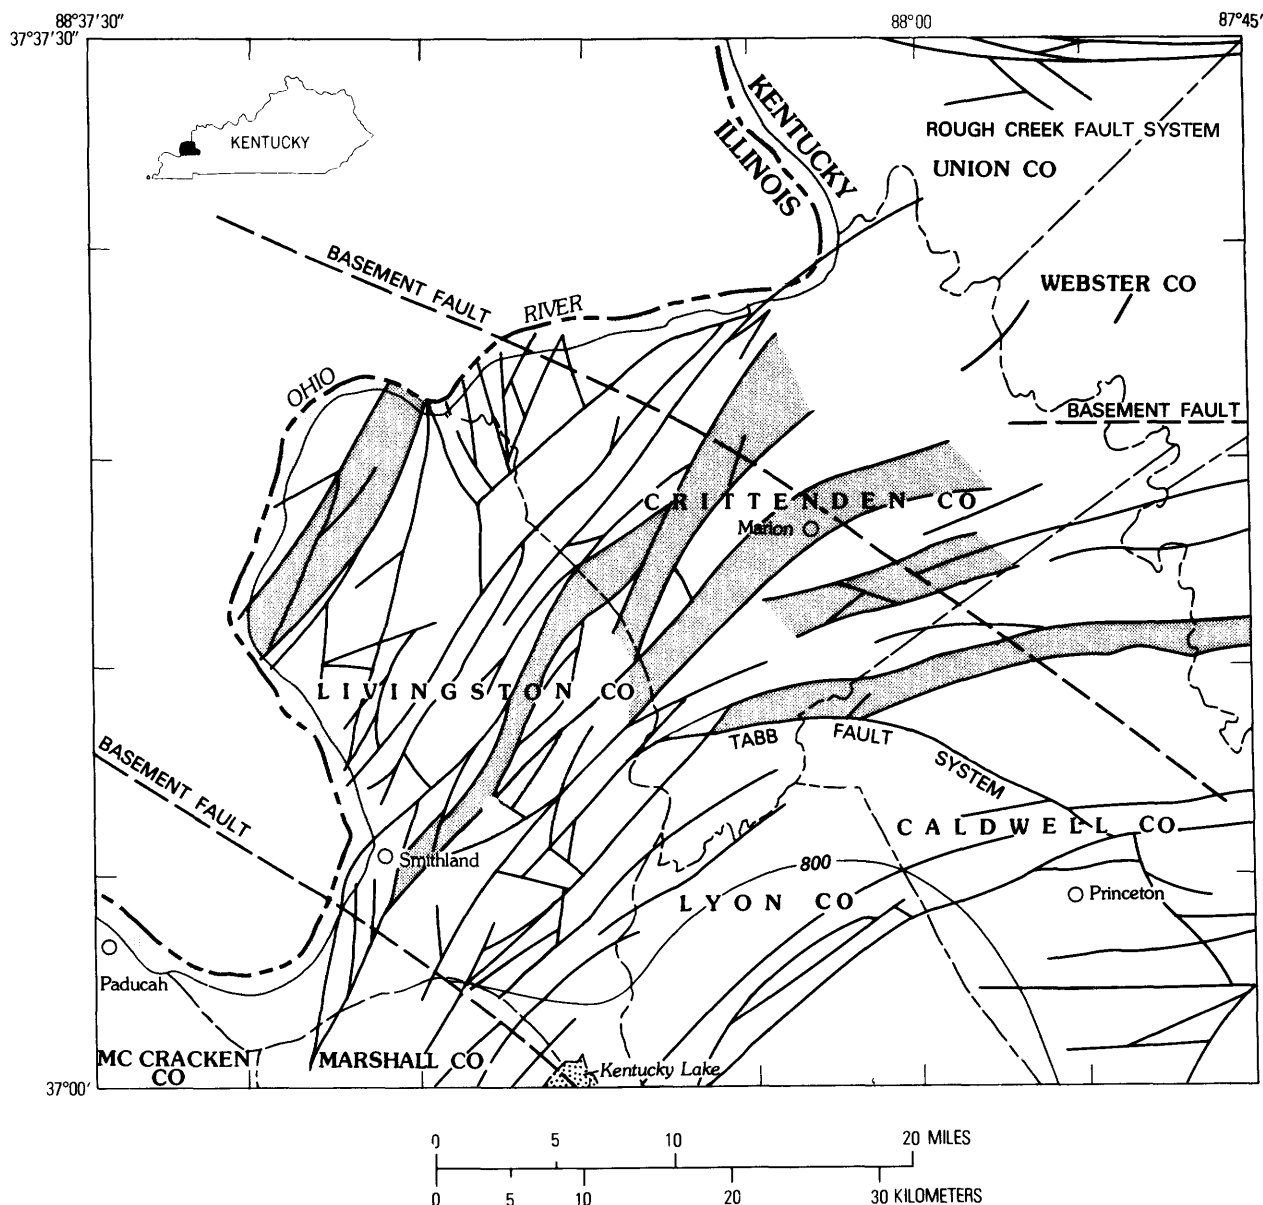 88°37'30"
88°00'
87°45'
37°37'30"
KENTUCKY
KENTUCKY
ILLINOIS
ROUGH CREEK FAULT SYSTEM
UNION CO
BASEMENT FAULT
WEBSTER CO
RIVER
OHIO
BASEMENT FAULT
CRITTENDEN CO
Marion
LIVINGSTON CO
TABB FAULT SYSTEM
BASEMENT FAULT
CALDWELL CO
Smithland
800
LYON CO
Princeton
Paducah
MC CRACKEN CO
MARSHALL CO
Kentucky Lake
37°00'
0 5 10 20 MILES
0 5 10 20 30 KILOMETERS